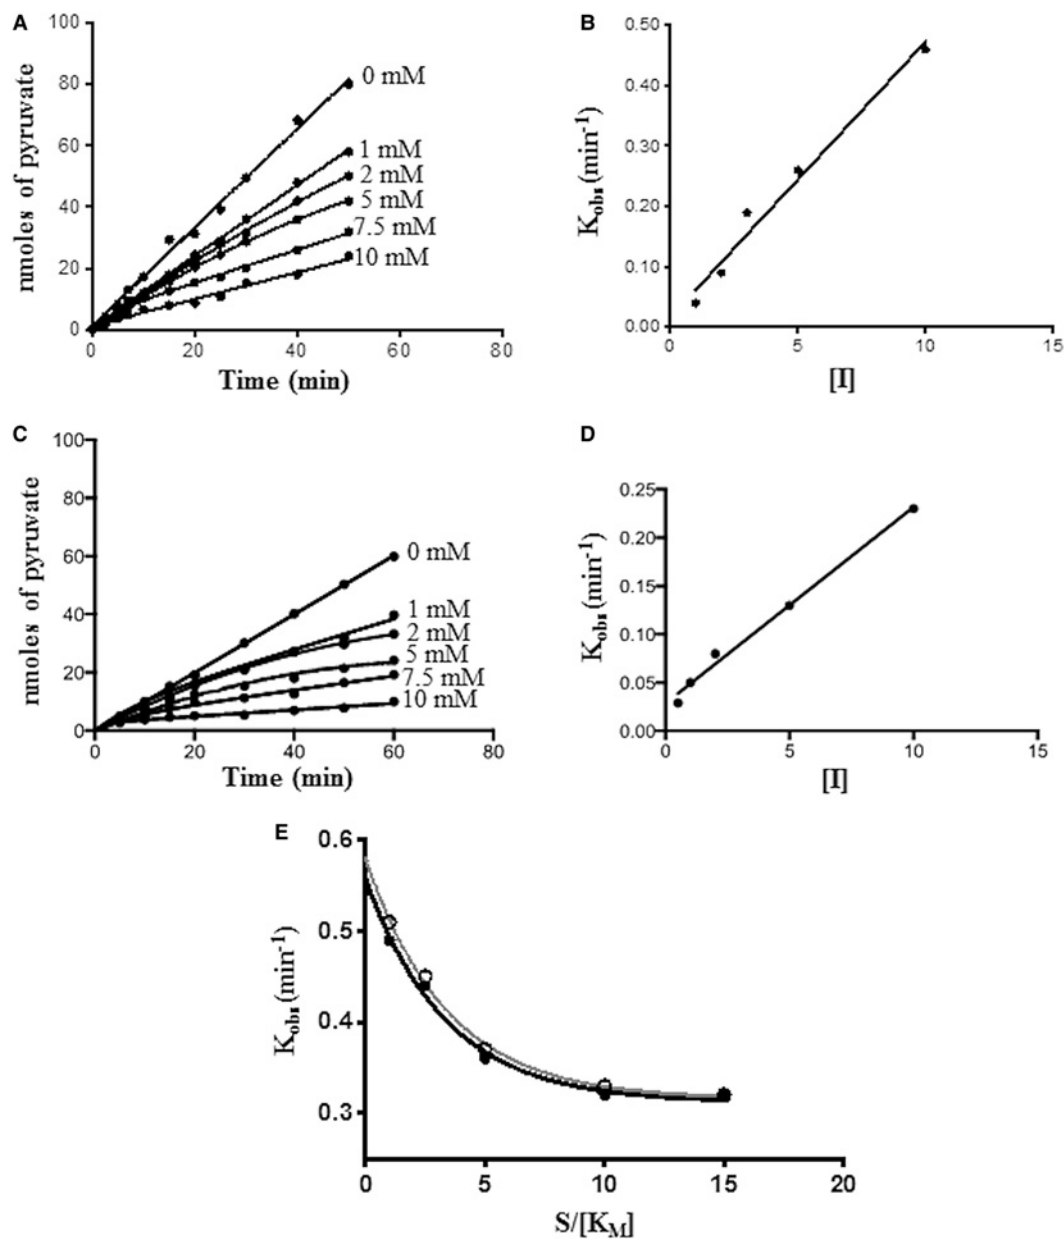 A
100
80
60
40
20
0
nmoles of pyruvate
0 mM
1 mM
2 mM
5 mM
7.5 mM
10 mM
0 20 40 60 80
Time (min)
B
0.50
0.40
0.30
0.20
0.10
0.00
Kobs (min-1)
0 5 10 15
[I]
C
100
80
60
40
20
0
nmoles of pyruvate
0 mM
1 mM
2 mM
5 mM
7.5 mM
10 mM
0 20 40 60 80
Time (min)
D
0.25
0.20
0.15
0.10
0.05
0.00
Kobs (min-1)
0 5 10 15
[I]
E
0.6
0.5
0.4
0.3
Kobs (min-1)
0 5 10 15 20
S/[KM]